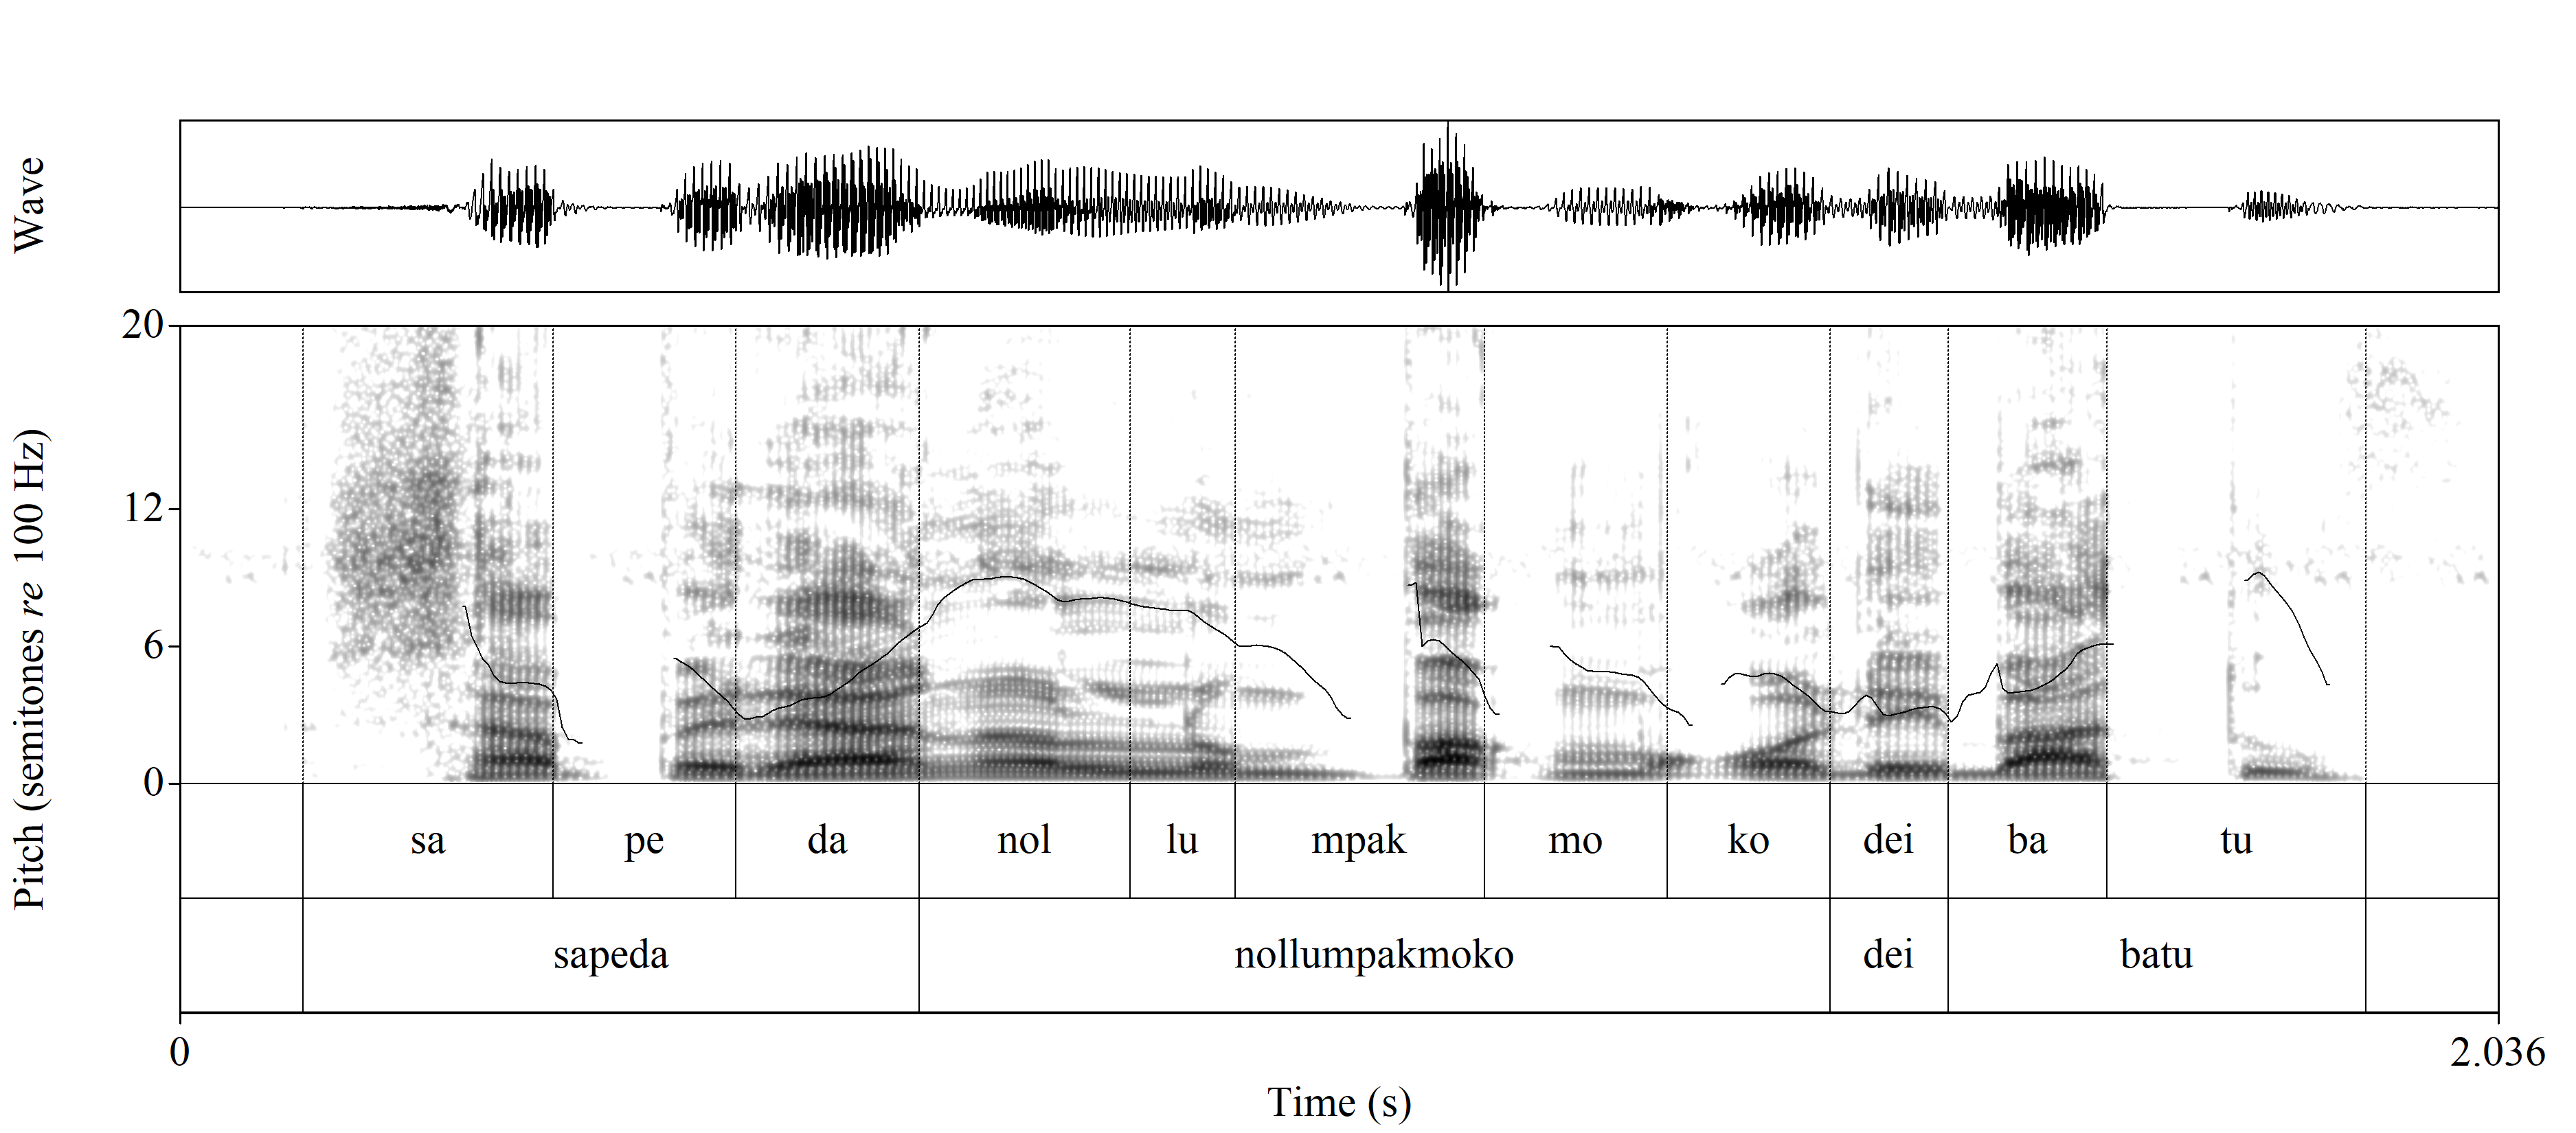 Wave
Pitch (semitones re 100 Hz)
20
12
6
0
sa pe da nol lu mpak mo ko dei ba tu
sapeda nollumpakmoko dei batu
0 2.036
Time (s)